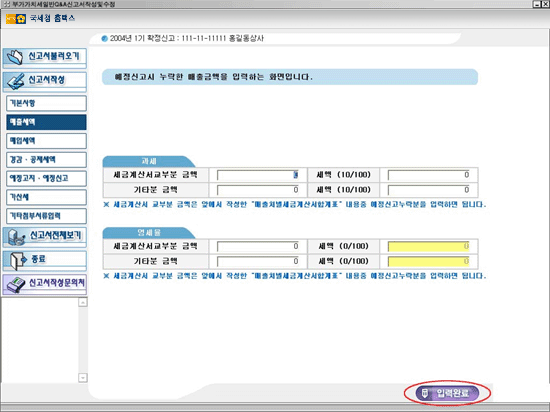 부가가치세일반Q&A신고서작성및수정
국세청 홈택스
2004년 1기 확정신고 : 111-11-11111 홍길동상사
신고서불러오기
신고서작성
기본사항
매출세액
매입세액
경감·공제세액
예정고지·예정신고
가산세
기타첨부서류입력
신고서전체보기
종료
신고서작성문의처
예정신고시 누락한 매출금액을 입력하는 화면입니다.
과세
세금계산서교부분 금액 0 세액 (10/100) 0
기타분 금액 0 세액 (10/100) 0
※ 세금계산서 교부분 금액은 앞에서 작성한 "매출처별세금계산서합계표" 내용중 예정신고누락분을 입력하면 됩니다.
영세율
세금계산서교부분 금액 0 세액 (0/100) 0
기타분 금액 0 세액 (0/100) 0
※ 세금계산서 교부분 금액은 앞에서 작성한 "매출처별세금계산서합계표" 내용중 예정신고누락분을 입력하면 됩니다.
입력완료